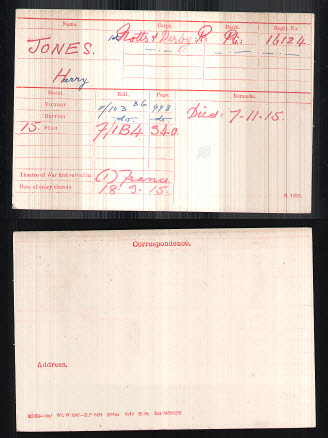 Name. Corps. Rank. Regtl. No.
JONES. Notts & Derby R. Pte. 16124.
Harry
Medal. Roll. Page. Remarks.
Victory F/103 B6 998 Died. 7-11-15.
British do. do.
15. Star 7/1B4. 340.
Theatre of War first served in (1) France
Date of entry therein 18. 9. 15.
Correspondence.
Address.